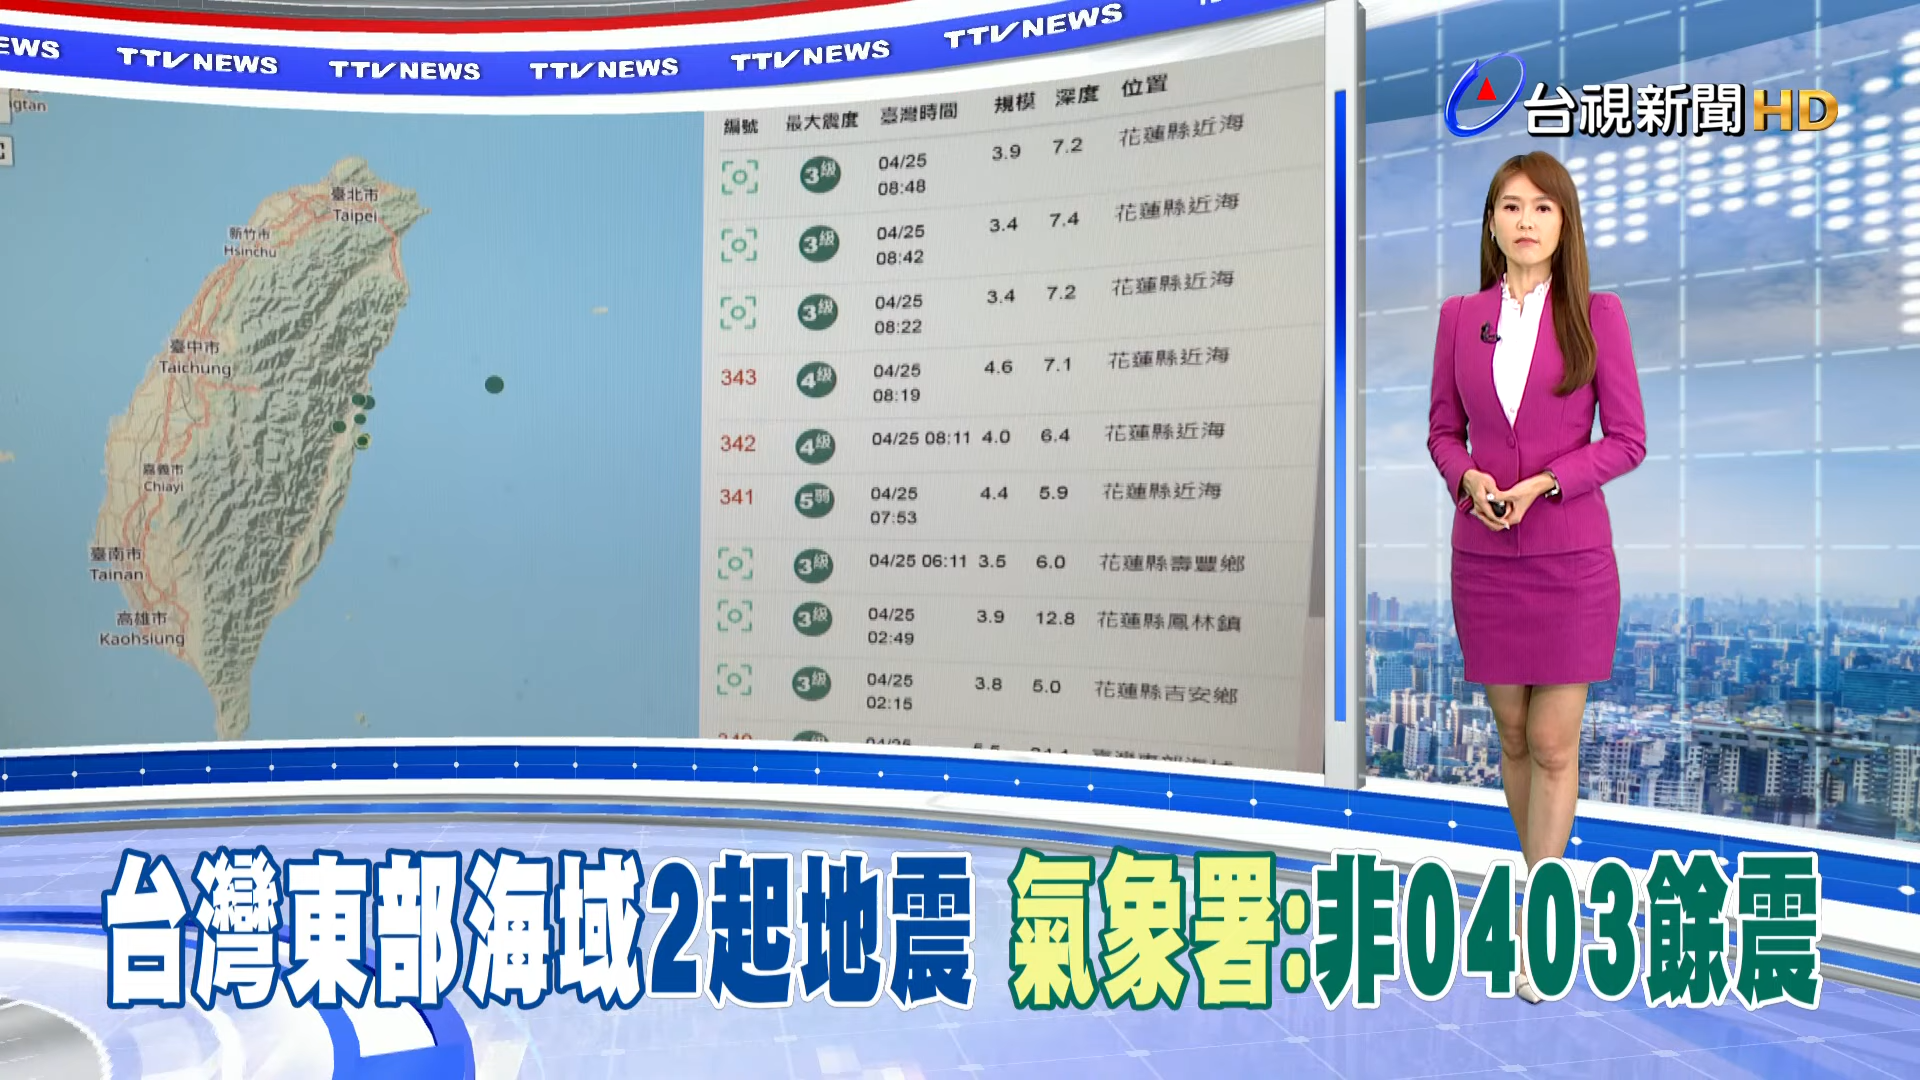 TTV NEWS
TTV NEWS
TTV NEWS
TTV NEWS
TTV NEWS
台視新聞HD
臺北市
Taipei
新竹市
Hsinchu
臺中市
Taichung
嘉義市
Chiayi
臺南市
Tainan
高雄市
Kaohsiung
編號 最大震度 臺灣時間 規模 深度 位置
3級 04/25 08:48 3.9 7.2 花蓮縣近海
3級 04/25 08:42 3.4 7.4 花蓮縣近海
3級 04/25 08:22 3.4 7.2 花蓮縣近海
343 4級 04/25 08:19 4.6 7.1 花蓮縣近海
342 4級 04/25 08:11 4.0 6.4 花蓮縣近海
341 5弱 04/25 07:53 4.4 5.9 花蓮縣近海
3級 04/25 06:11 3.5 6.0 花蓮縣壽豐鄉
3級 04/25 02:49 3.9 12.8 花蓮縣鳳林鎮
3級 04/25 02:15 3.8 5.0 花蓮縣吉安鄉
台灣東部海域2起地震 氣象署:非0403餘震